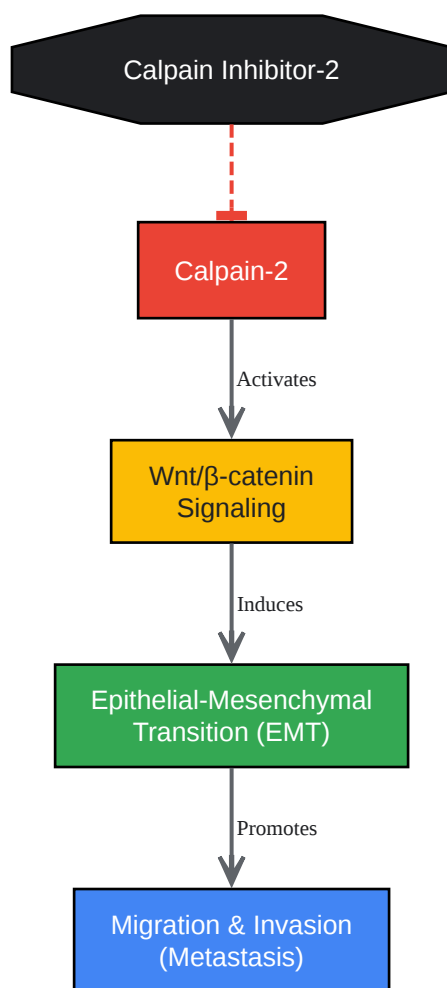 Calpain Inhibitor-2
Calpain-2
Activates
Wnt/β-catenin
Signaling
Induces
Epithelial-Mesenchymal
Transition (EMT)
Promotes
Migration & Invasion
(Metastasis)